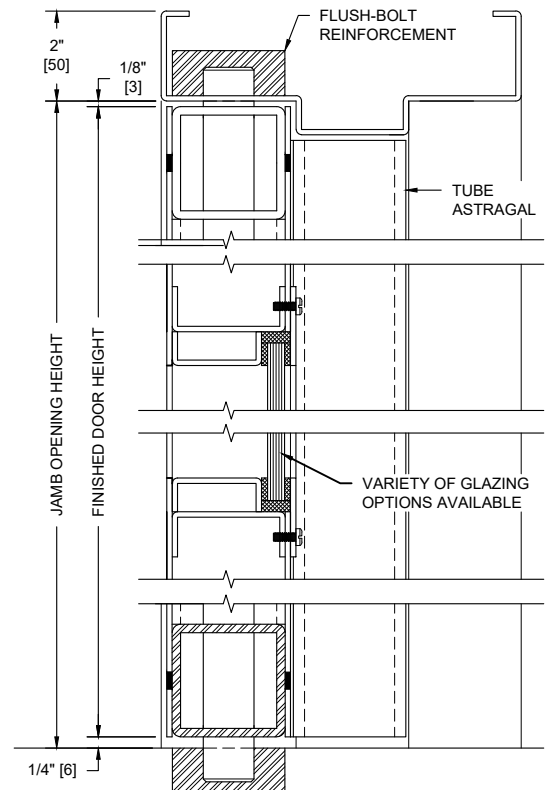 FLUSH-BOLT
REINFORCEMENT
2"
[50]
1/8"
[3]
TUBE
ASTRAGAL
JAMB OPENING HEIGHT
FINISHED DOOR HEIGHT
VARIETY OF GLAZING
OPTIONS AVAILABLE
1/4" [6]